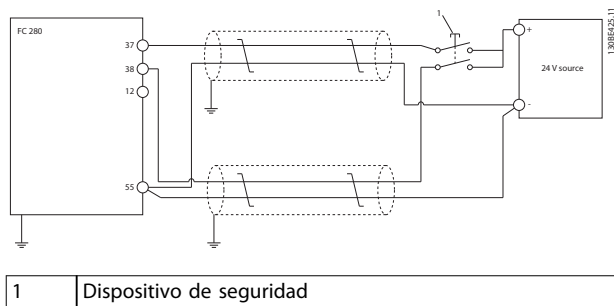 FC 280
1
130BE425.11
37
+
38
24 V source
12
-
55
1 Dispositivo de seguridad